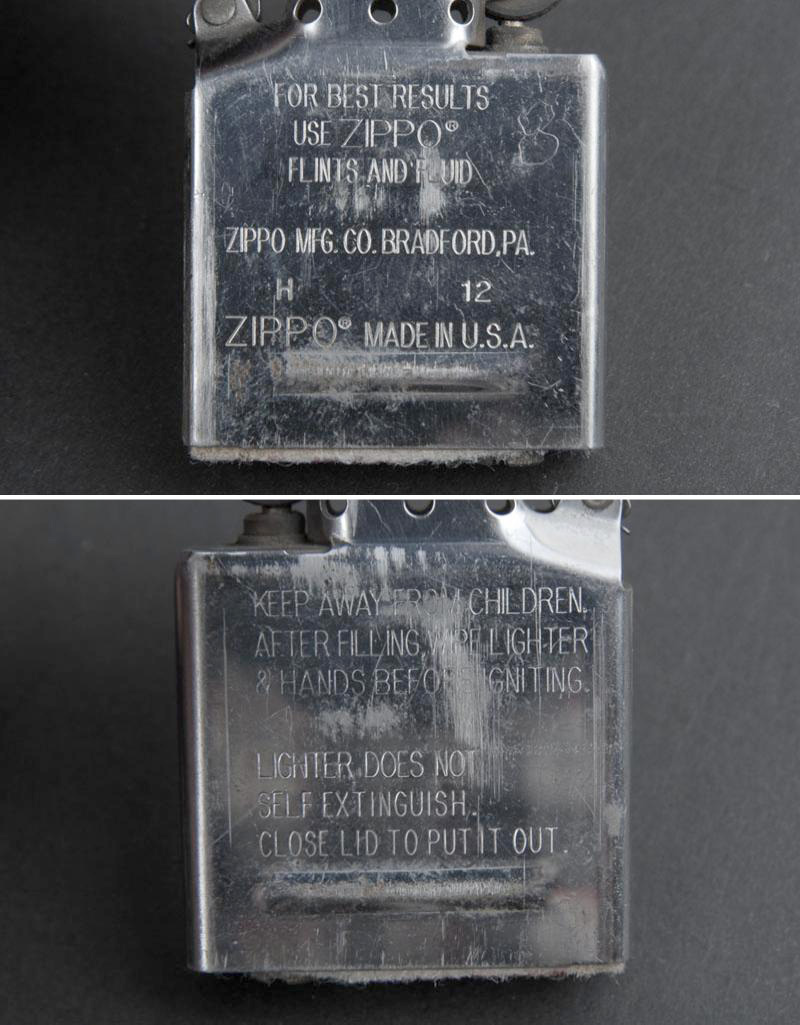 FOR BEST RESULTS
USE ZIPPO®
FLINTS AND FLUID
8
ZIPPO MFG. CO. BRADFORD, PA.
H 12
ZIPPO® MADE IN U.S.A.
KEEP AWAY FROM CHILDREN.
AFTER FILLING, WIPE LIGHTER
& HANDS BEFORE IGNITING.
LIGHTER DOES NOT
SELF EXTINGUISH.
CLOSE LID TO PUT IT OUT.